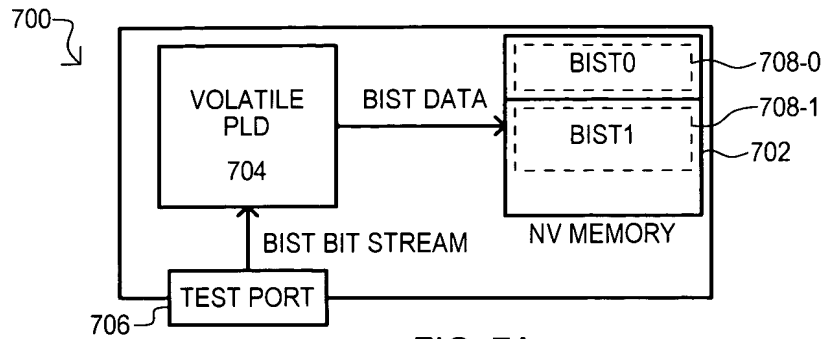 700
VOLATILE
PLD
704
BIST DATA
BIST0
BIST1
708-0
708-1
702
NV MEMORY
BIST BIT STREAM
TEST PORT
706